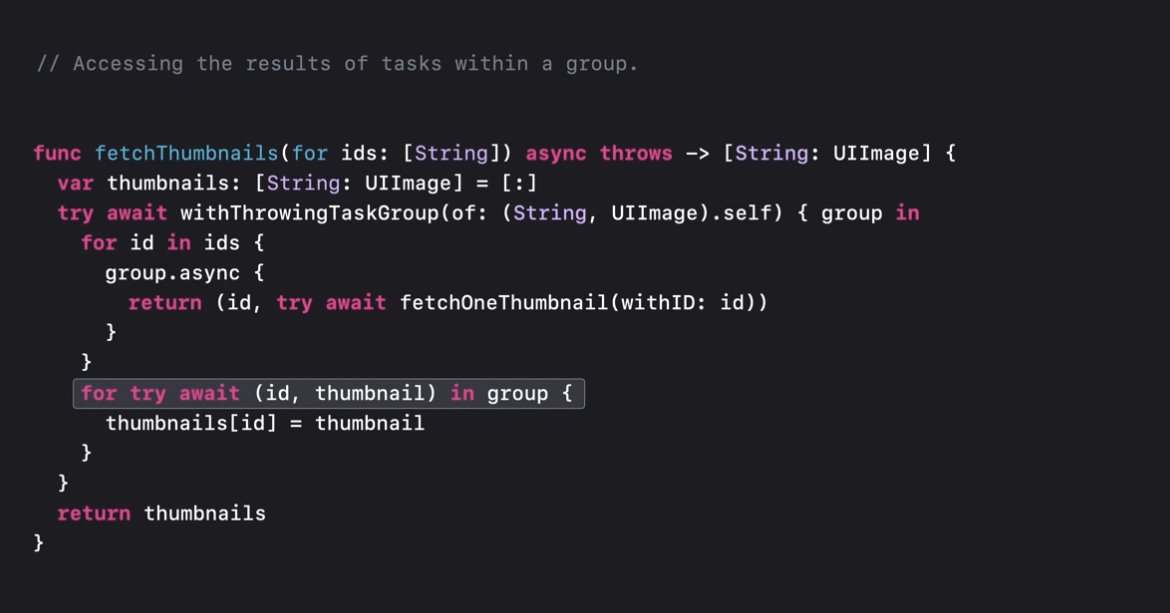 // Accessing the results of tasks within a group.
func fetchThumbnails(for ids: [String]) async throws -> [String: UIImage] {
  var thumbnails: [String: UIImage] = [:]
  try await withThrowingTaskGroup(of: (String, UIImage).self) { group in
    for id in ids {
      group.async {
        return (id, try await fetchOneThumbnail(withID: id))
      }
    }
    for try await (id, thumbnail) in group {
      thumbnails[id] = thumbnail
    }
  }
  return thumbnails
}